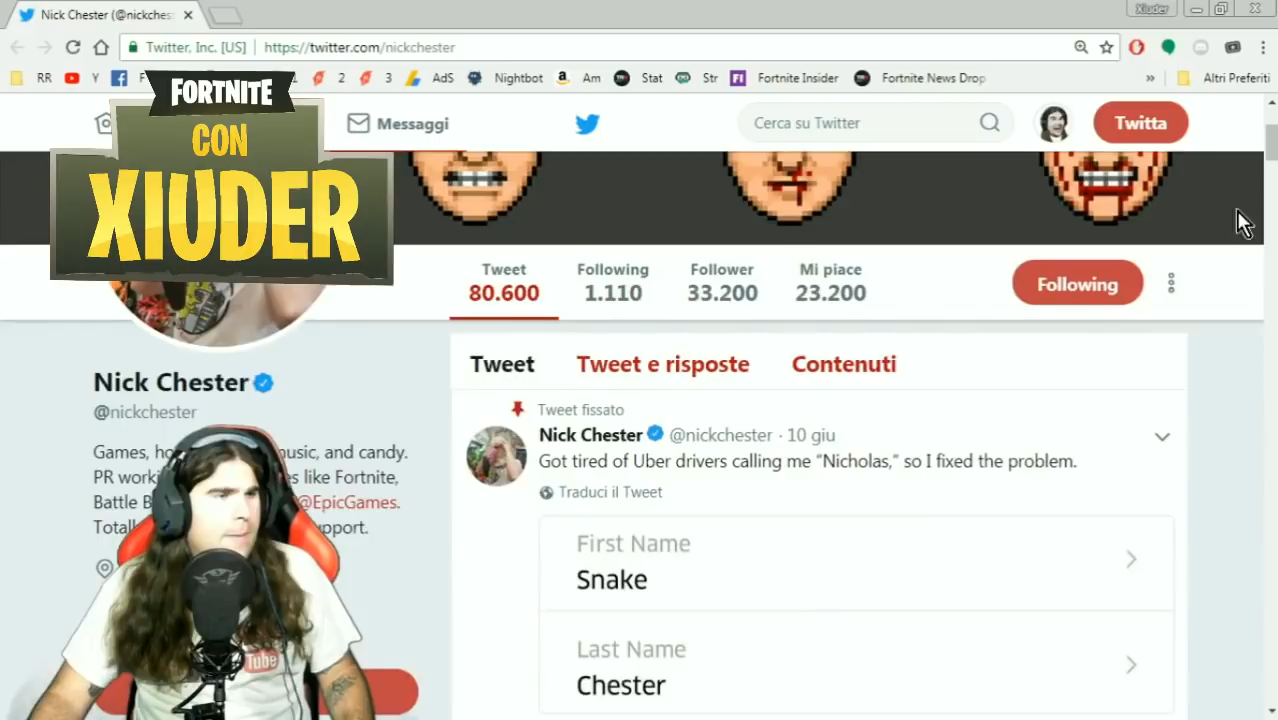 Nick Chester (@nickches
Xiuder
Twitter, Inc. [US] https://twitter.com/nickchester
RR Y F 2 3 AdS Nightbot Am Stat Str Fortnite Insider Fortnite News Drop » Altri Preferiti
FORTNITE
CON
XIUDER
Messaggi
Cerca su Twitter
Twitta
Tweet Following Follower Mi piace
80.600 1.110 33.200 23.200
Following
Nick Chester
@nickchester
Games, music, and candy.
PR like Fortnite,
Battle @EpicGames.
Tweet Tweet e risposte Contenuti
Tweet fissato
Nick Chester @nickchester · 10 giu
Got tired of Uber drivers calling me “Nicholas,” so I fixed the problem.
Traduci il Tweet
First Name
Snake
Last Name
Chester
Tube